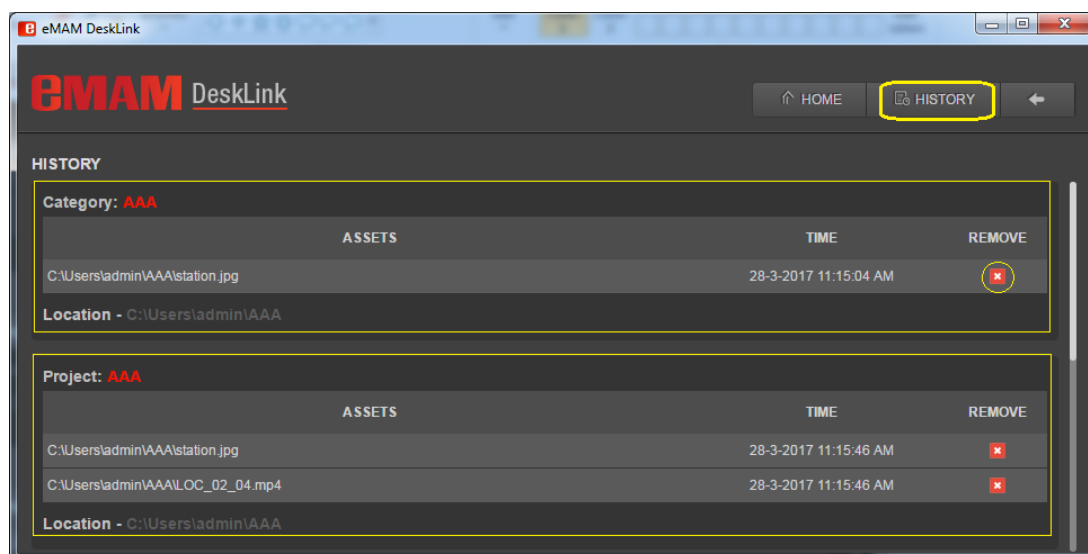 eMAM DeskLink
eMAM DeskLink
HOME HISTORY
HISTORY
Category: AAA
ASSETS TIME REMOVE
C:\Users\admin\AAA\station.jpg 28-3-2017 11:15:04 AM
Location - C:\Users\admin\AAA
Project: AAA
ASSETS TIME REMOVE
C:\Users\admin\AAA\station.jpg 28-3-2017 11:15:46 AM
C:\Users\admin\AAA\LOC_02_04.mp4 28-3-2017 11:15:46 AM
Location - C:\Users\admin\AAA